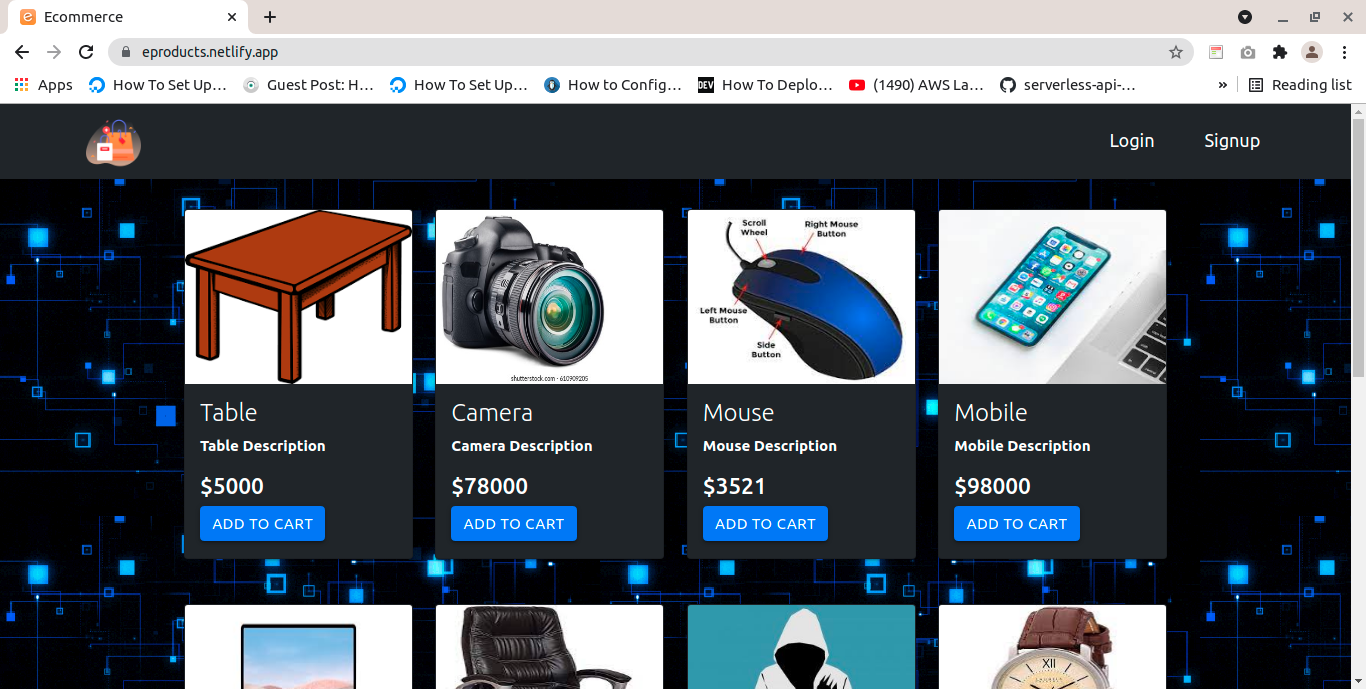 Ecommerce
eproducts.netlify.app
Apps
How To Set Up…
Guest Post: H…
How To Set Up…
How to Config…
DEV
How To Deplo…
(1490) AWS La…
serverless-api-…
»
Reading list
Login
Signup
Scroll
Wheel
Right Mouse
Button
Left Mouse
Button
Side
Button
shutterstock.com · 610909205
Table
Table Description
$5000
ADD TO CART
Camera
Camera Description
$78000
ADD TO CART
Mouse
Mouse Description
$3521
ADD TO CART
Mobile
Mobile Description
$98000
ADD TO CART
XII